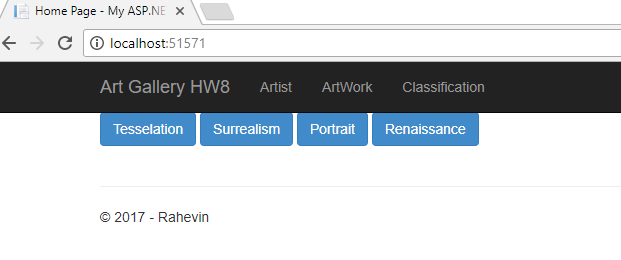 Home Page - My ASP.NE
localhost:51571
Art Gallery HW8 Artist ArtWork Classification
Tesselation Surrealism Portrait Renaissance
© 2017 - Rahevin